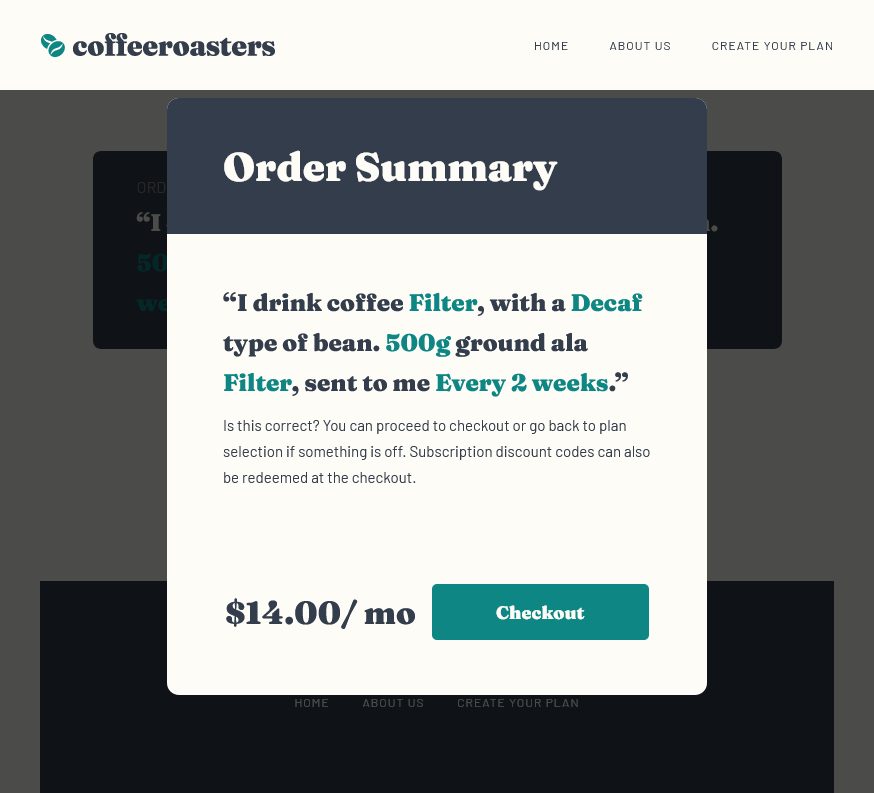 coffeeroasters
HOME ABOUT US CREATE YOUR PLAN
Order Summary
ORD
“I
50
we
“I drink coffee Filter, with a Decaf
type of bean. 500g ground ala
Filter, sent to me Every 2 weeks.”
Is this correct? You can proceed to checkout or go back to plan
selection if something is off. Subscription discount codes can also
be redeemed at the checkout.
$14.00/ mo
Checkout
HOME ABOUT US CREATE YOUR PLAN